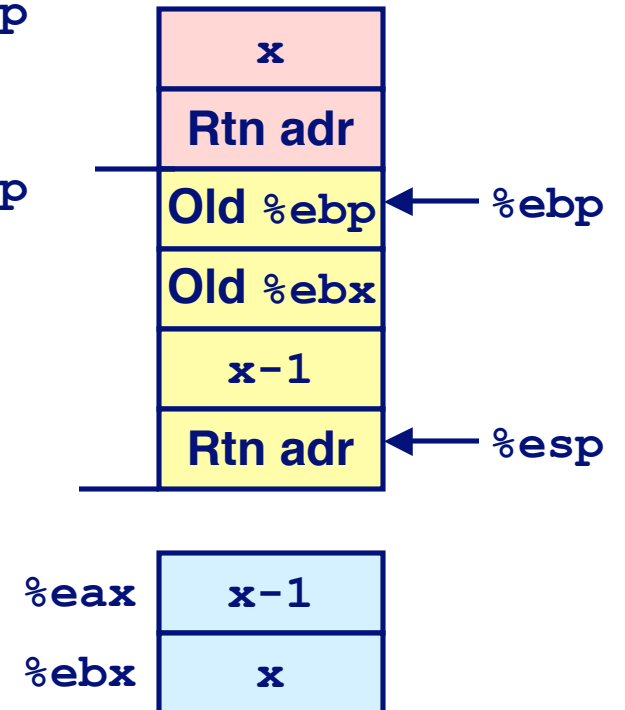 p
x
Rtn adr
p
Old %ebp %ebp
Old %ebx
x-1
Rtn adr %esp
%eax x-1
%ebx x